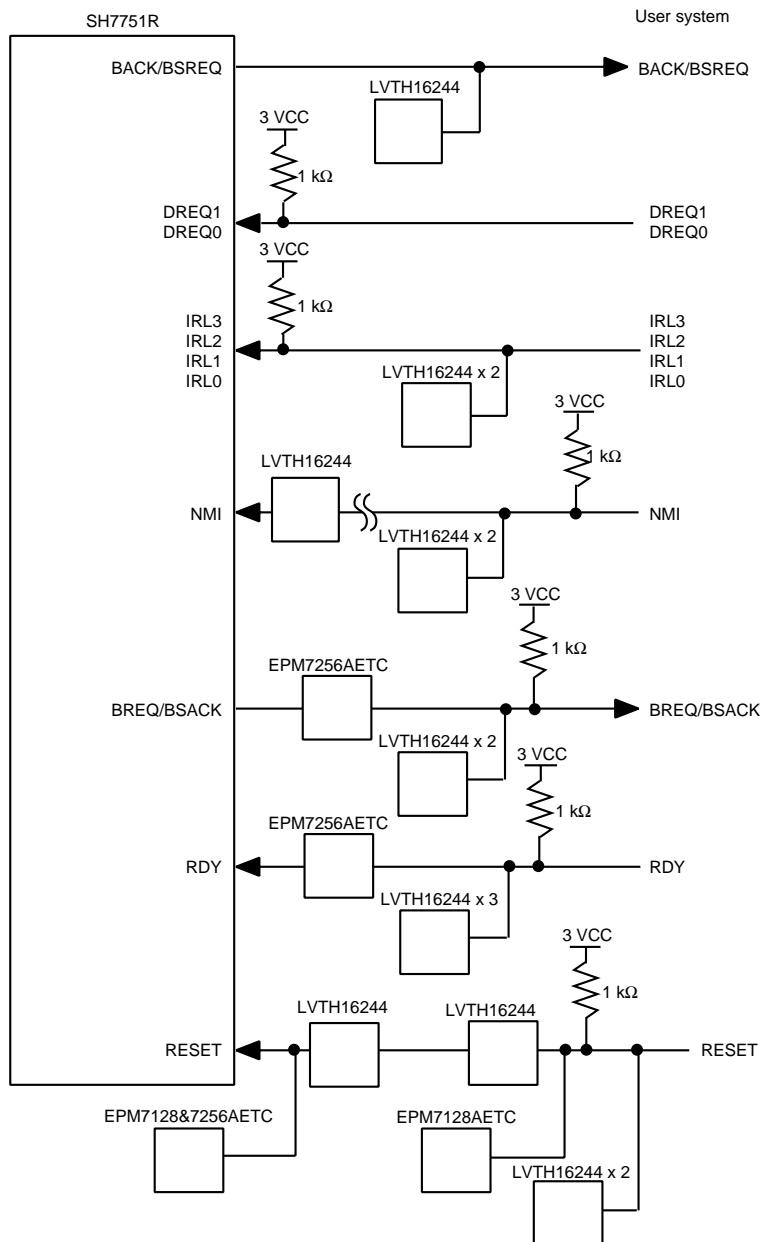 SH7751R
User system
BACK/BSREQ
LVTH16244
BACK/BSREQ
3 VCC
1 kΩ
DREQ1
DREQ0
DREQ1
DREQ0
3 VCC
1 kΩ
IRL3
IRL2
IRL1
IRL0
IRL3
IRL2
IRL1
IRL0
LVTH16244 x 2
3 VCC
1 kΩ
LVTH16244
NMI
NMI
LVTH16244 x 2
3 VCC
1 kΩ
EPM7256AETC
BREQ/BSACK
BREQ/BSACK
LVTH16244 x 2
3 VCC
1 kΩ
EPM7256AETC
RDY
RDY
LVTH16244 x 3
3 VCC
1 kΩ
LVTH16244
LVTH16244
RESET
RESET
EPM7128&7256AETC
EPM7128AETC
LVTH16244 x 2